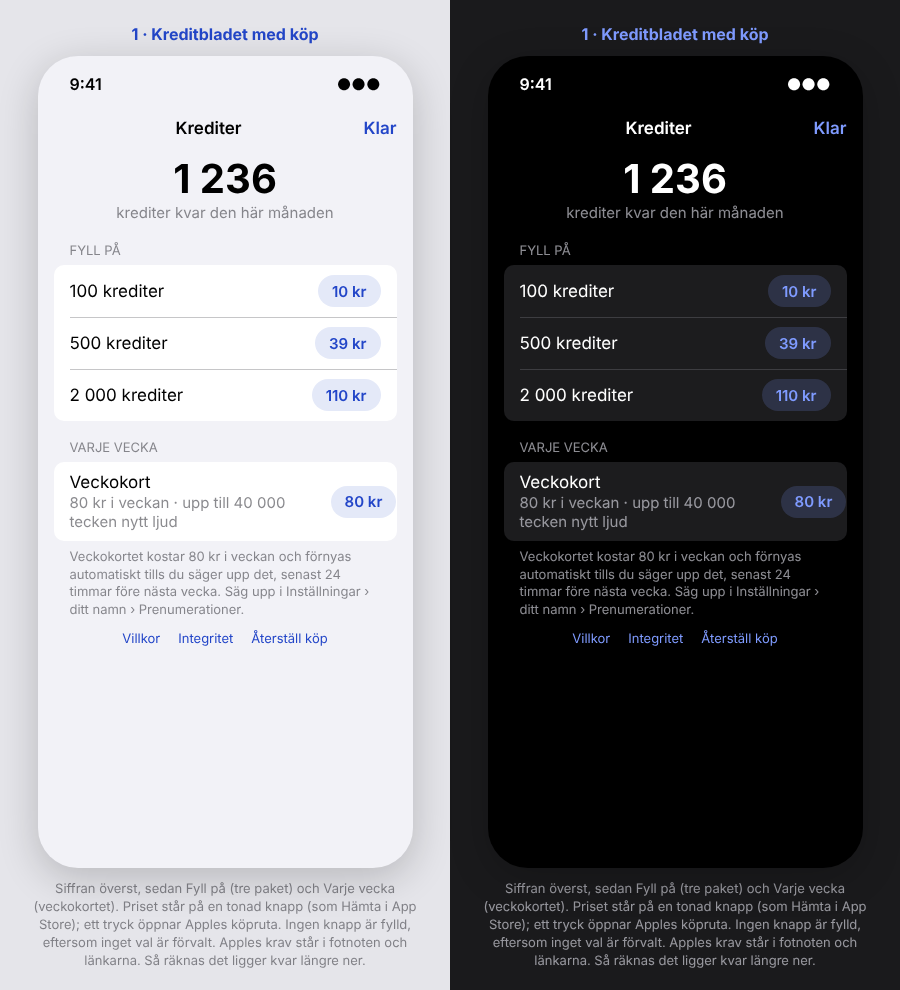 1 · Kreditbladet med köp
9:41
Krediter
Klar
1 236
krediter kvar den här månaden
FYLL PÅ
100 krediter
10 kr
500 krediter
39 kr
2 000 krediter
110 kr
VARJE VECKA
Veckokort
80 kr i veckan · upp till 40 000
tecken nytt ljud
80 kr
Veckokortet kostar 80 kr i veckan och förnyas
automatiskt tills du säger upp det, senast 24
timmar före nästa vecka. Säg upp i Inställningar ›
ditt namn › Prenumerationer.
Villkor
Integritet
Återställ köp
Siffran överst, sedan Fyll på (tre paket) och Varje vecka
(veckokortet). Priset står på en tonad knapp (som Hämta i App
Store); ett tryck öppnar Apples köpruta. Ingen knapp är fylld,
eftersom inget val är förvalt. Apples krav står i fotnoten och
länkarna. Så räknas det ligger kvar längre ner.
1 · Kreditbladet med köp
9:41
Krediter
Klar
1 236
krediter kvar den här månaden
FYLL PÅ
100 krediter
10 kr
500 krediter
39 kr
2 000 krediter
110 kr
VARJE VECKA
Veckokort
80 kr i veckan · upp till 40 000
tecken nytt ljud
80 kr
Veckokortet kostar 80 kr i veckan och förnyas
automatiskt tills du säger upp det, senast 24
timmar före nästa vecka. Säg upp i Inställningar ›
ditt namn › Prenumerationer.
Villkor
Integritet
Återställ köp
Siffran överst, sedan Fyll på (tre paket) och Varje vecka
(veckokortet). Priset står på en tonad knapp (som Hämta i App
Store); ett tryck öppnar Apples köpruta. Ingen knapp är fylld,
eftersom inget val är förvalt. Apples krav står i fotnoten och
länkarna. Så räknas det ligger kvar längre ner.